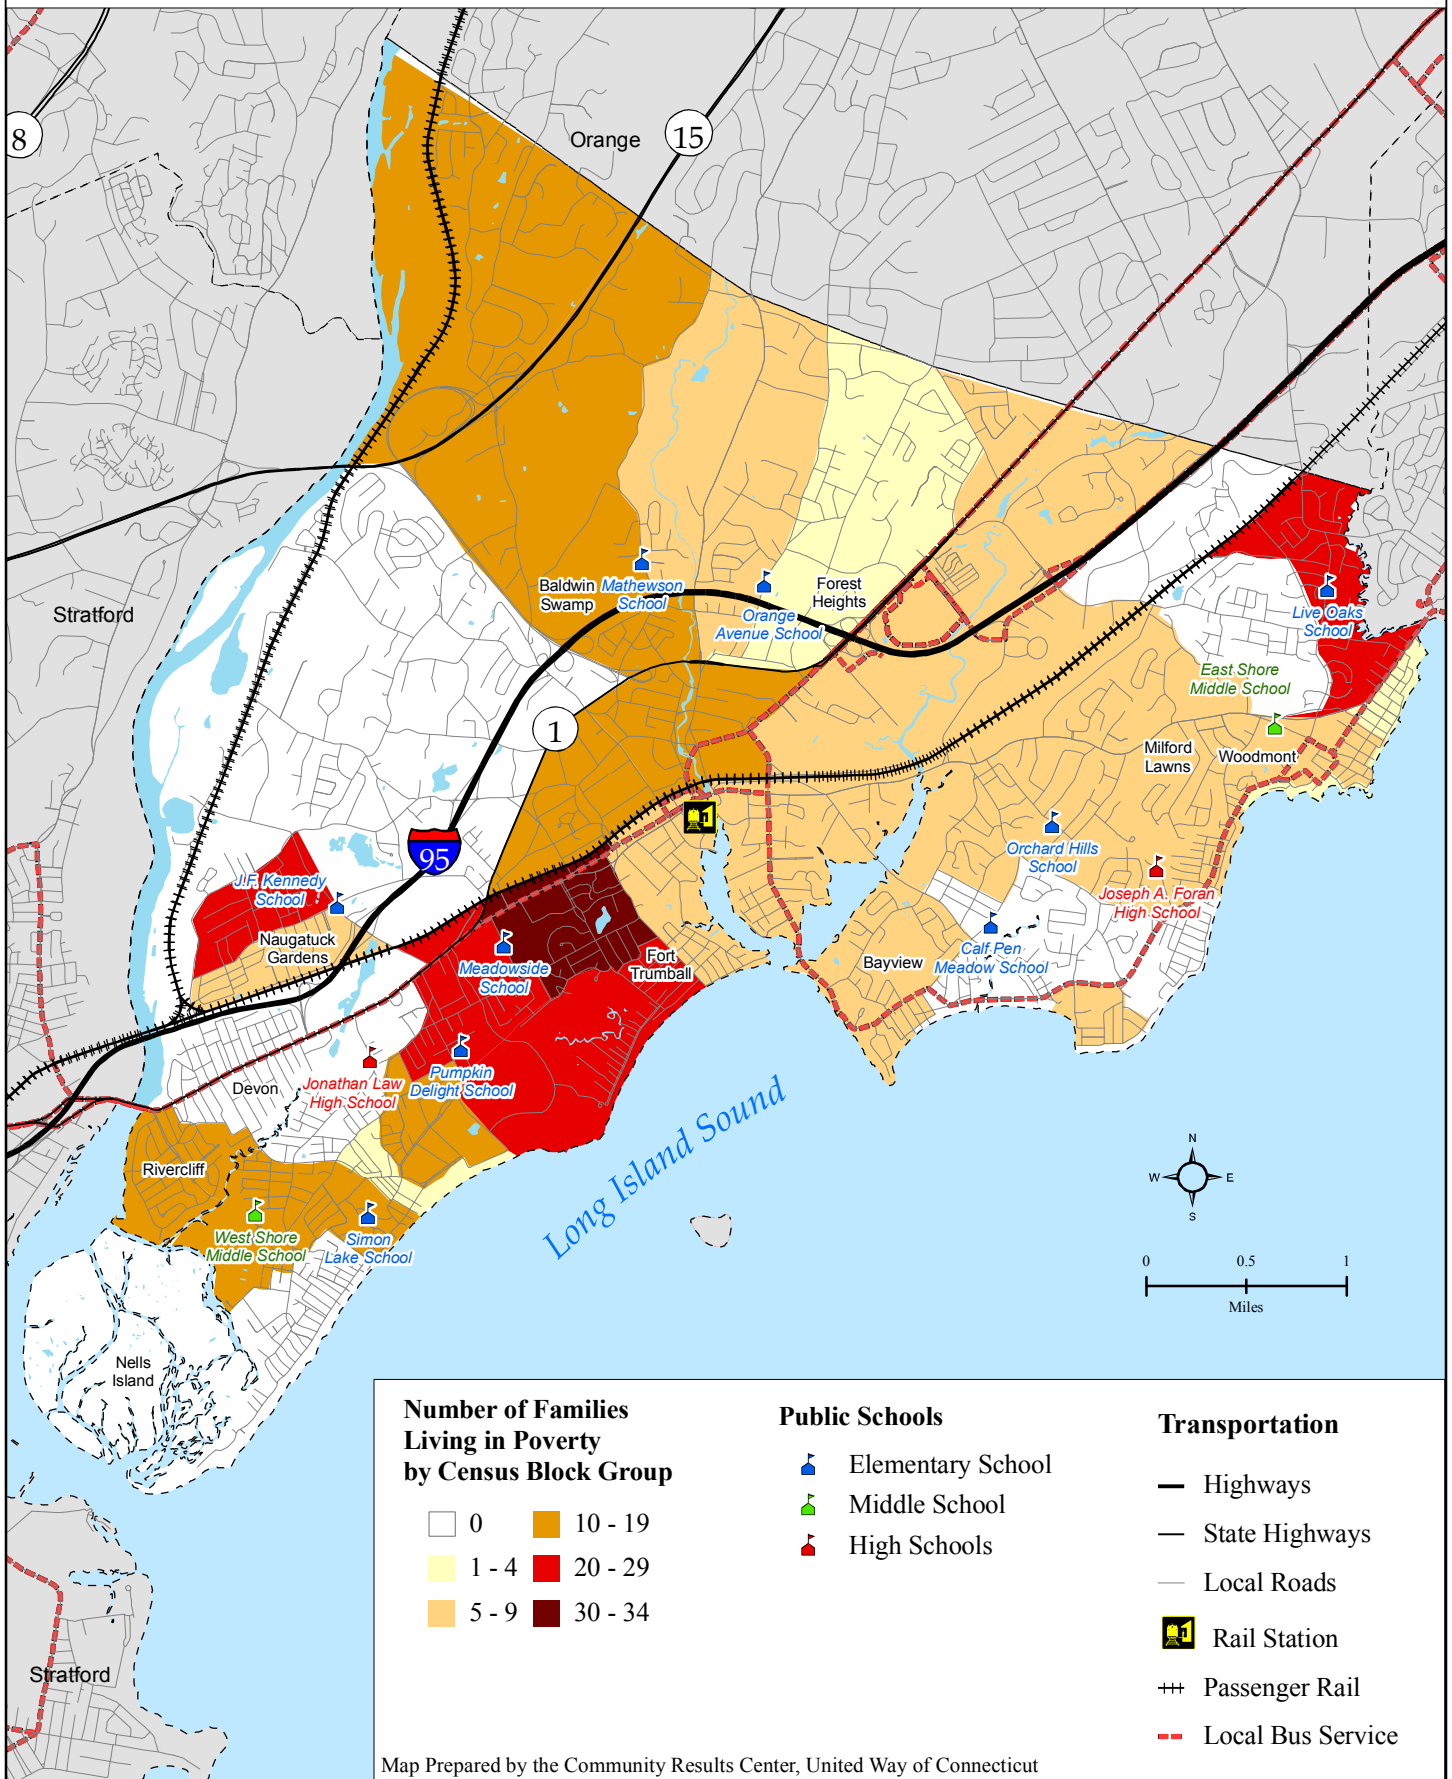 8
Orange
15
Stratford
Baldwin
Swamp
Mathewson
School
Orange
Avenue School
Forest
Heights
Live Oaks
School
East Shore
Middle School
1
Milford
Lawns
Woodmont
95
J.F. Kennedy
School
Orchard Hills
School
Joseph A. Foran
High School
Naugatuck
Gardens
Meadowside
School
Fort
Trumball
Bayview
Calf Pen
Meadow School
Devon
Jonathan Law
High School
Pumpkin
Delight School
Rivercliff
West Shore
Middle School
Simon
Lake School
Long Island Sound
N
W
E
S
0
0.5
1
Miles
Nells
Island
Stratford
Number of Families
Living in Poverty
by Census Block Group
0
1 - 4
5 - 9
10 - 19
20 - 29
30 - 34
Public Schools
Elementary School
Middle School
High Schools
Transportation
Highways
State Highways
Local Roads
Rail Station
Passenger Rail
Local Bus Service
Map Prepared by the Community Results Center, United Way of Connecticut